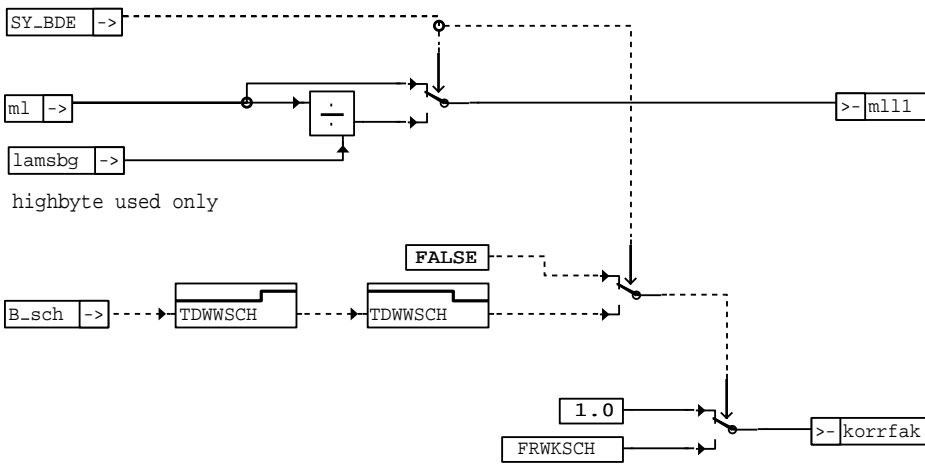 SY_BDE ->
ml ->
÷
>- mll1
lamsbg ->
highbyte used only
FALSE
B_sch ->
TDWWSCH
TDWWSCH
1.0
>- korrfak
FRWKSCH